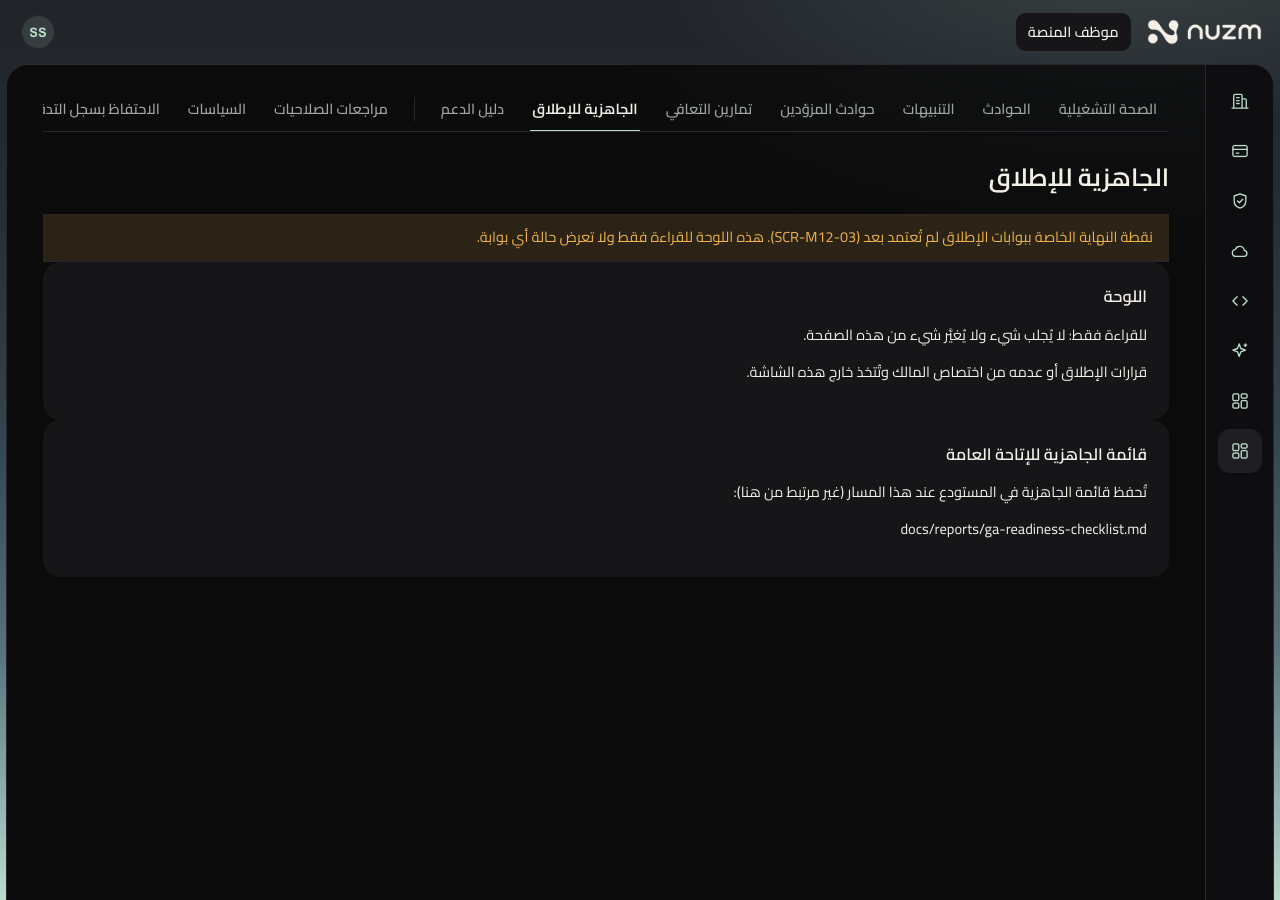 nuzm
موظف المنصة
SS
الصحة التشغيلية
الحوادث
التنبيهات
حوادث المزوّدين
تمارين التعافي
الجاهزية للإطلاق
دليل الدعم
مراجعات الصلاحيات
السياسات
الاحتفاظ بسجل
الجاهزية للإطلاق
نقطة النهاية الخاصة ببوابات الإطلاق لم تُعتمد بعد (SCR-M12-03). هذه اللوحة للقراءة فقط ولا تعرض حالة أي بوابة.
اللوحة
للقراءة فقط: لا يُجلب شيء ولا يُغيَّر شيء من هذه الصفحة.
قرارات الإطلاق أو عدمه من اختصاص المالك وتُتخذ خارج هذه الشاشة.
قائمة الجاهزية للإتاحة العامة
تُحفظ قائمة الجاهزية في المستودع عند هذا المسار (غير مرتبط من هنا):
docs/reports/ga-readiness-checklist.md